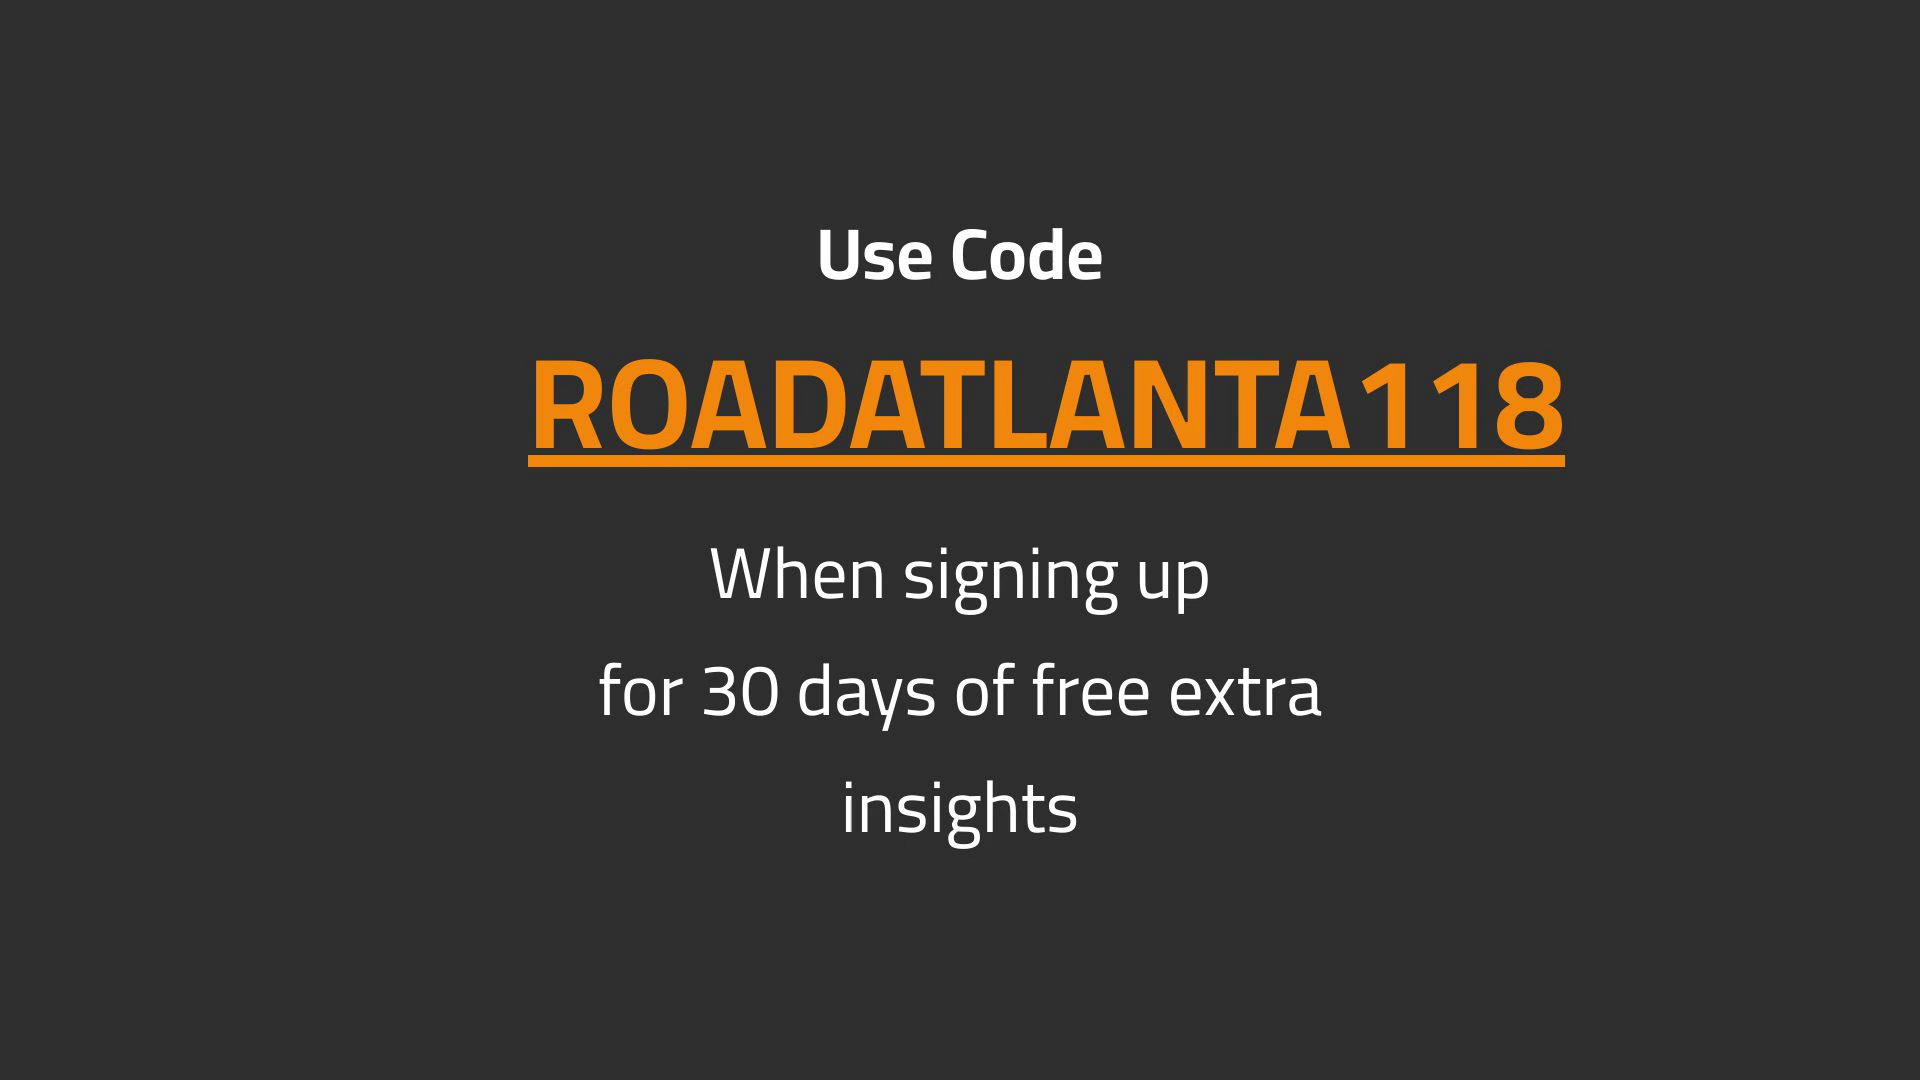 Use Code
ROADATLANTA118
When signing up
for 30 days of free extra
insights